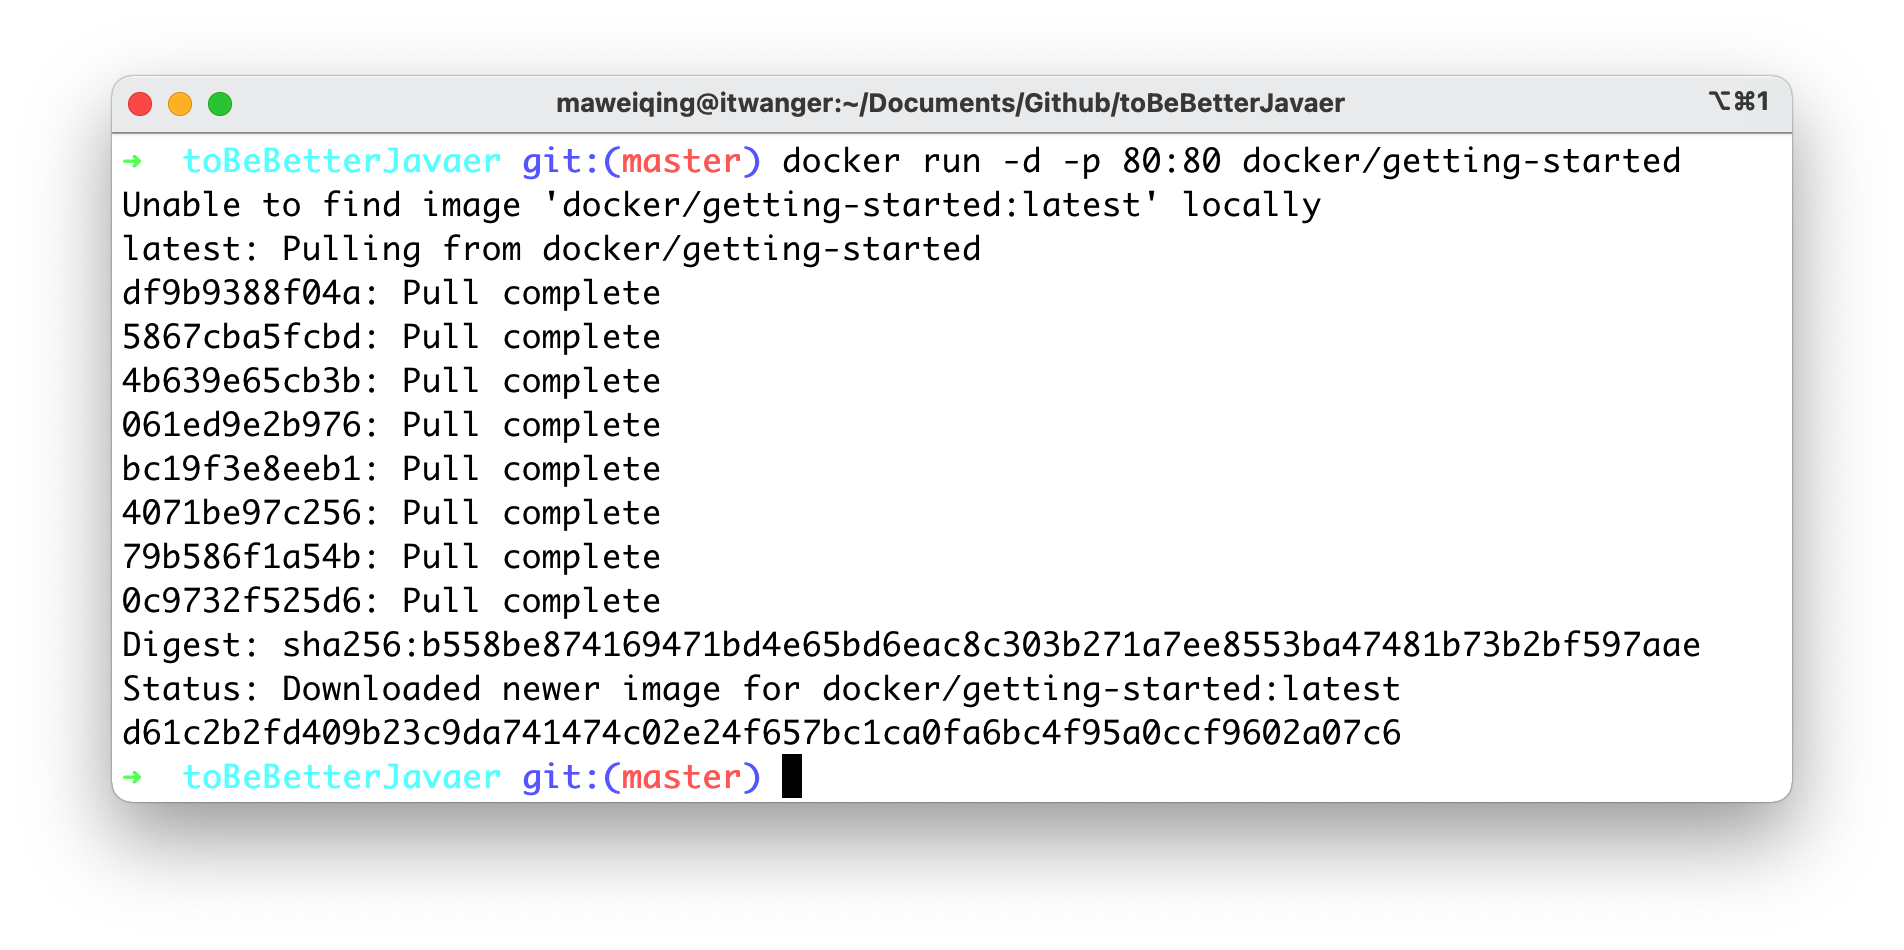 maweiqing@itwanger:~/Documents/Github/toBeBetterJavaer ⌥⌘1
➜ toBeBetterJavaer git:(master) docker run -d -p 80:80 docker/getting-started
Unable to find image 'docker/getting-started:latest' locally
latest: Pulling from docker/getting-started
df9b9388f04a: Pull complete
5867cba5fcbd: Pull complete
4b639e65cb3b: Pull complete
061ed9e2b976: Pull complete
bc19f3e8eeb1: Pull complete
4071be97c256: Pull complete
79b586f1a54b: Pull complete
0c9732f525d6: Pull complete
Digest: sha256:b558be874169471bd4e65bd6eac8c303b271a7ee8553ba47481b73b2bf597aae
Status: Downloaded newer image for docker/getting-started:latest
d61c2b2fd409b23c9da741474c02e24f657bc1ca0fa6bc4f95a0ccf9602a07c6
➜ toBeBetterJavaer git:(master)